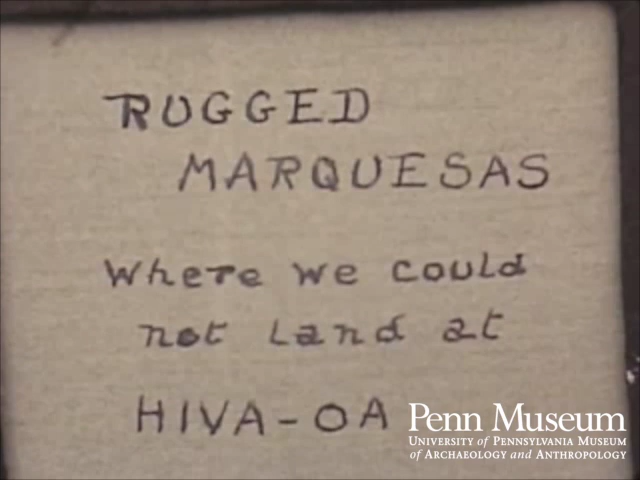 RUGGED
MARQUESAS
Where we could
not land at
HIVA-OA
Penn Museum
UNIVERSITY of PENNSYLVANIA MUSEUM
of ARCHAEOLOGY and ANTHROPOLOGY